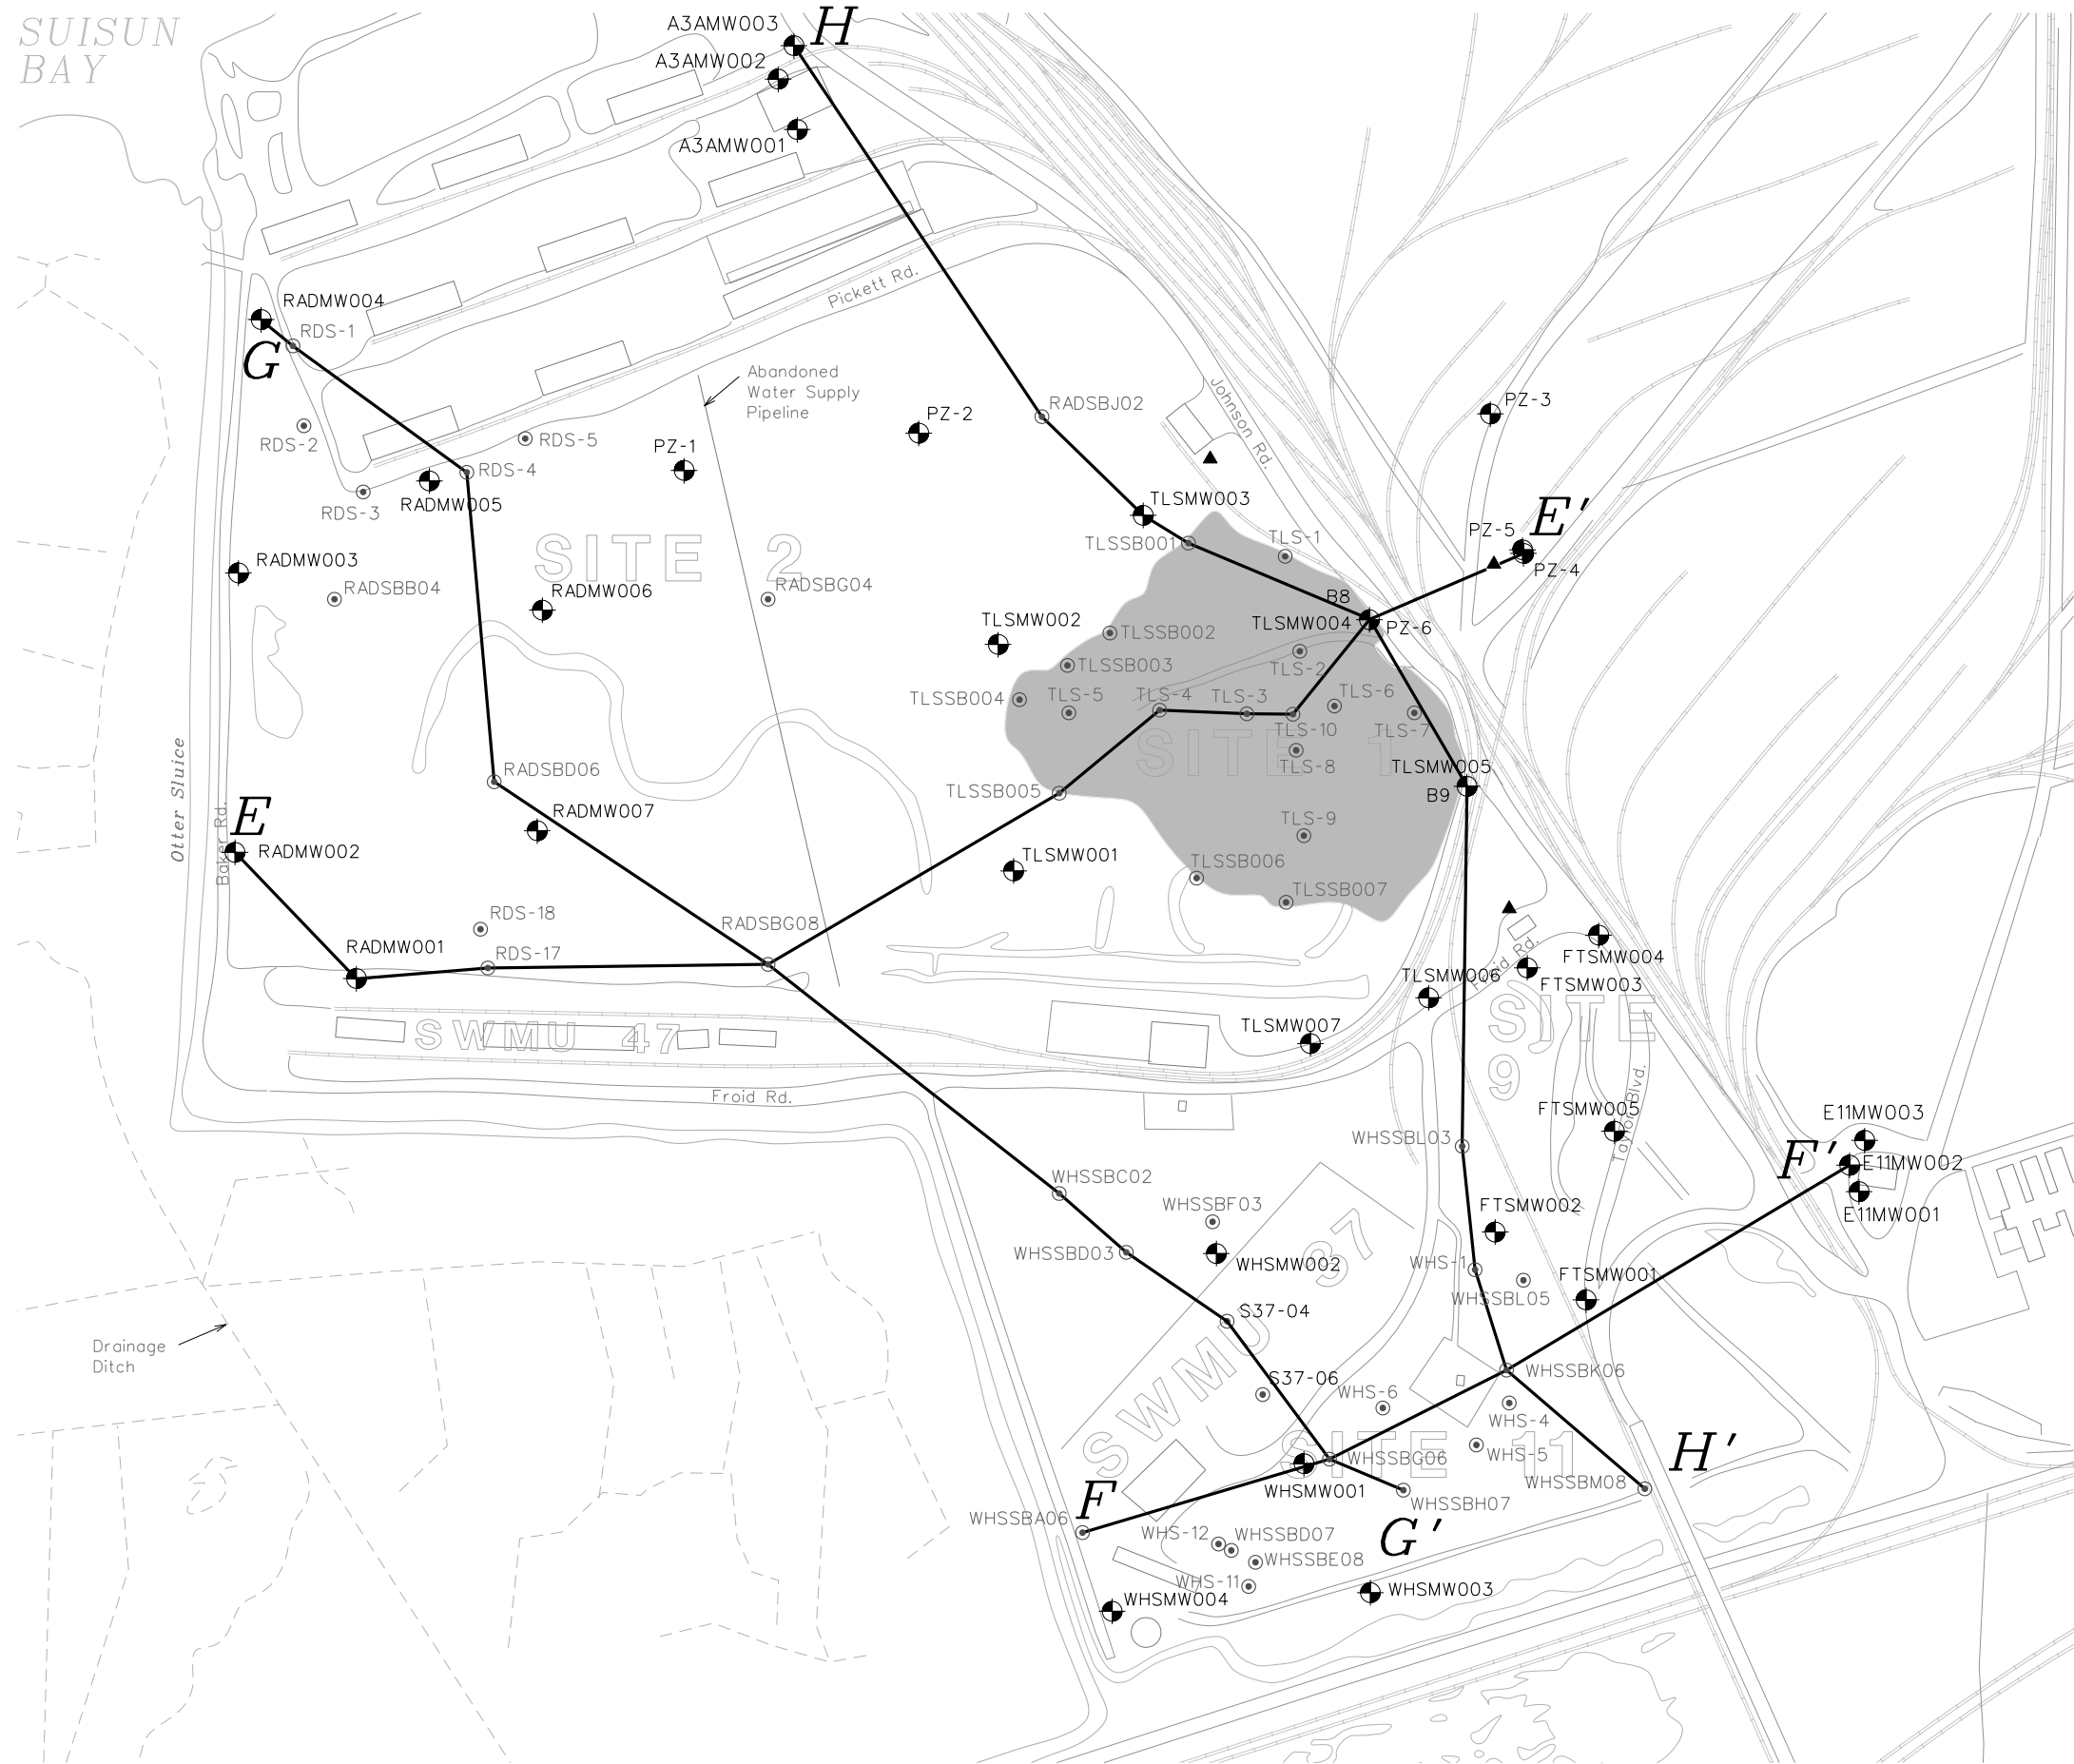 SUISUN
BAY
A3AMW003
H
A3AMW002
A3AMW001
RADMW004
RDS-1
G
Pickett Rd.
Abandoned
Water Supply
Pipeline
RDS-2
RDS-5
PZ-1
PZ-2
RADSBJ02
Johnson Rd.
PZ-3
RDS-4
RADMW005
RDS-3
TLSMW003
PZ-5
E'
PZ-4
TLSSB001
TLS-1
SITE 2
RADMW003
RADSBB04
RADMW006
RADSBG04
B8
TLSMW004
PZ-6
TLSMW002
TLSSB002
TLSSB003
TLS-2
TLSSB004
TLS-5
TLS-4
TLS-3
TLS-6
TLS-10
TLS-7
SITE 1
TLS-8
TLSMW005
B9
RADSBD06
TLSSB005
Otter Sluice
Baker Rd.
E
RADMW002
RADMW007
TLS-9
TLSMW001
TLSSB006
TLSSB007
RDS-18
RADSBG08
RADMW001
RDS-17
Froid Rd.
FTSMW004
FTSMW003
TLSMW006
SITE
9
SWMU 47
TLSMW007
Froid Rd.
Taylor Blvd.
FTSMW005
E11MW003
F'
E11MW002
E11MW001
WHSSBL03
WHSSBC02
WHSSBF03
FTSMW002
WHSSBD03
WHSMW002
WHS-1
WHSSBL05
FTSMW001
SWMU 37
S37-04
Drainage
Ditch
S37-06
WHS-6
WHSSBK06
WHS-4
SITE 11
WHS-5
WHSSBG06
H'
WHSMW001
WHSSBH07
WHSSBM08
F
WHSSBA06
WHS-12
WHSSBD07
G'
WHSSBE08
WHS-11
WHSMW004
WHSMW003